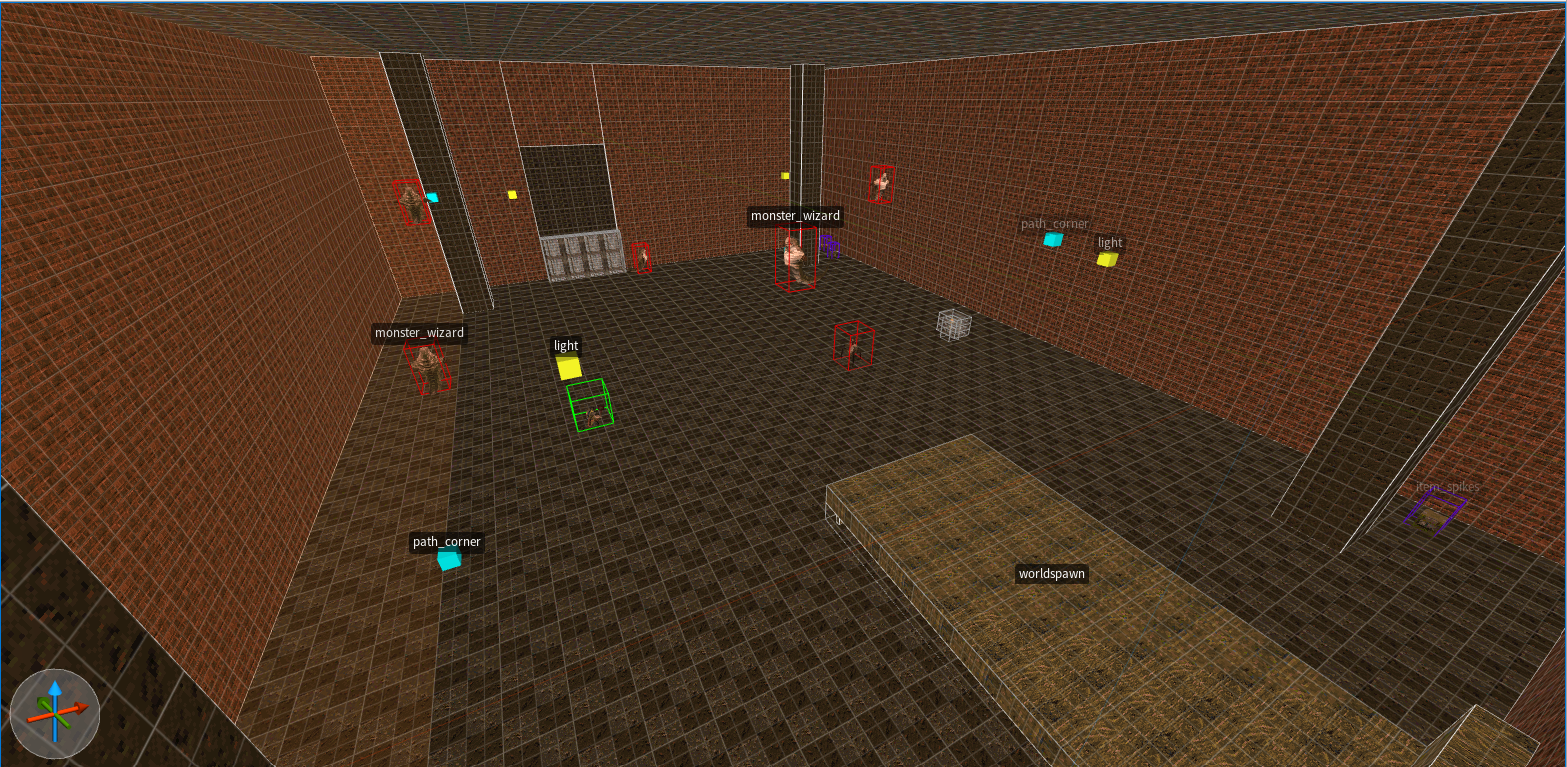 monster_wizard
path_corner
light
monster_wizard
light
item_spikes
path_corner
worldspawn